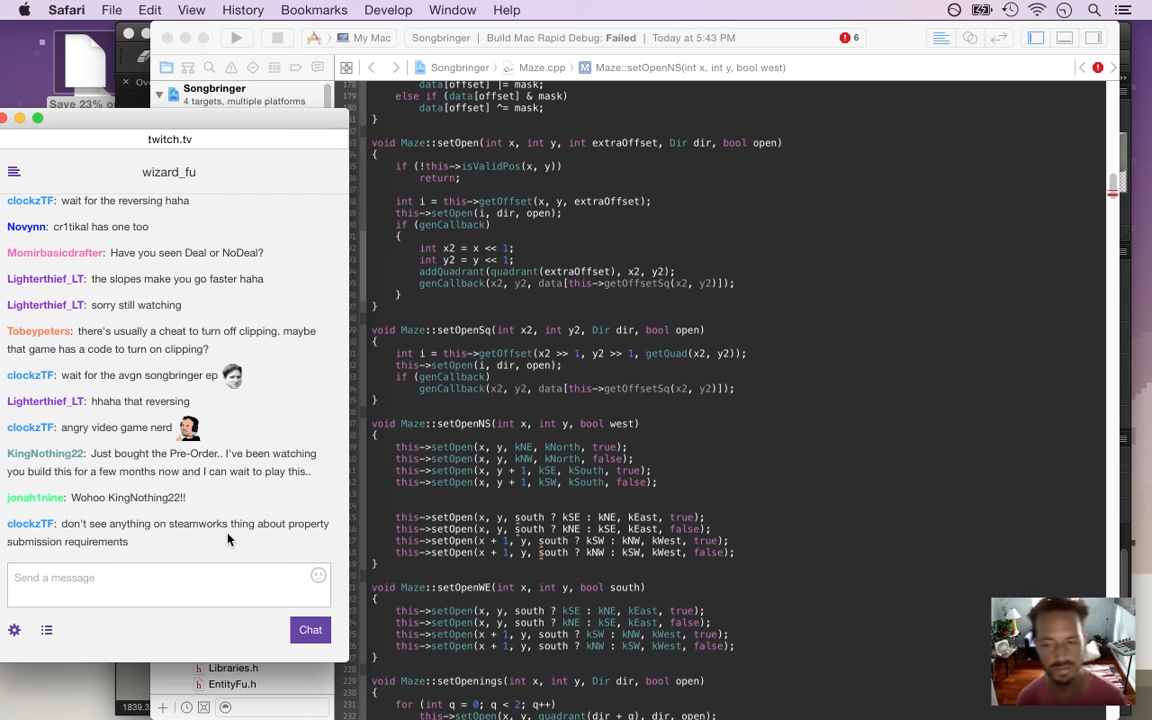 Safari File Edit View History Bookmarks Develop Window Help
My Mac
Songbringer | Build Mac Rapid Debug: Failed | Today at 5:43 PM
6
Songbringer
Maze.cpp
M Maze::setOpenNS(int x, int y, bool west)
Songbringer
4 targets, multiple platforms
Save 23%
twitch.tv
wizard_fu
clockzTF: wait for the reversing haha
Novynn: cr1tikal has one too
Momirbasicdrafter: Have you seen Deal or NoDeal?
Lighterthief_LT: the slopes make you go faster haha
Lighterthief_LT: sorry still watching
Tobeypeters: there's usually a cheat to turn off clipping. maybe
that game has a code to turn on clipping?
clockzTF: wait for the avgn songbringer ep
Lighterthief_LT: hhaha that reversing
clockzTF: angry video game nerd
KingNothing22: Just bought the Pre-Order.. I've been watching
you build this for a few months now and I can wait to play this..
jonah1nine: Wohoo KingNothing22!!
clockzTF: don't see anything on steamworks thing about property
submission requirements
Send a message
Chat
Libraries.h
EntityFu.h
1839.3
data[offset] |= mask;
else if (data[offset] & mask)
data[offset] ^= mask;
}
void Maze::setOpen(int x, int y, int extraOffset, Dir dir, bool open)
{
if (!this->isValidPos(x, y))
return;
int i = this->getOffset(x, y, extraOffset);
this->setOpen(i, dir, open);
if (genCallback)
{
int x2 = x << 1;
int y2 = y << 1;
addQuadrant(quadrant(extraOffset), x2, y2);
genCallback(x2, y2, data[this->getOffsetSq(x2, y2)]);
}
}
void Maze::setOpenSq(int x2, int y2, Dir dir, bool open)
{
int i = this->getOffset(x2 >> 1, y2 >> 1, getQuad(x2, y2));
this->setOpen(i, dir, open);
if (genCallback)
genCallback(x2, y2, data[this->getOffsetSq(x2, y2)]);
}
void Maze::setOpenNS(int x, int y, bool west)
{
this->setOpen(x, y, kNE, kNorth, true);
this->setOpen(x, y, kNW, kNorth, false);
this->setOpen(x, y + 1, kSE, kSouth, true);
this->setOpen(x, y + 1, kSW, kSouth, false);
this->setOpen(x, y, south ? kSE : kNE, kEast, true);
this->setOpen(x, y, south ? kNE : kSE, kEast, false);
this->setOpen(x + 1, y, south ? kSW : kNW, kWest, true);
this->setOpen(x + 1, y, south ? kNW : kSW, kWest, false);
}
void Maze::setOpenWE(int x, int y, bool south)
{
this->setOpen(x, y, south ? kSE : kNE, kEast, true);
this->setOpen(x, y, south ? kNE : kSE, kEast, false);
this->setOpen(x + 1, y, south ? kSW : kNW, kWest, true);
this->setOpen(x + 1, y, south ? kNW : kSW, kWest, false);
}
void Maze::setOpenings(int x, int y, Dir dir, bool open)
{
for (int q = 0; q < 2; q++)
this->setOpen(x, y, quadrant(dir + q), dir, open);